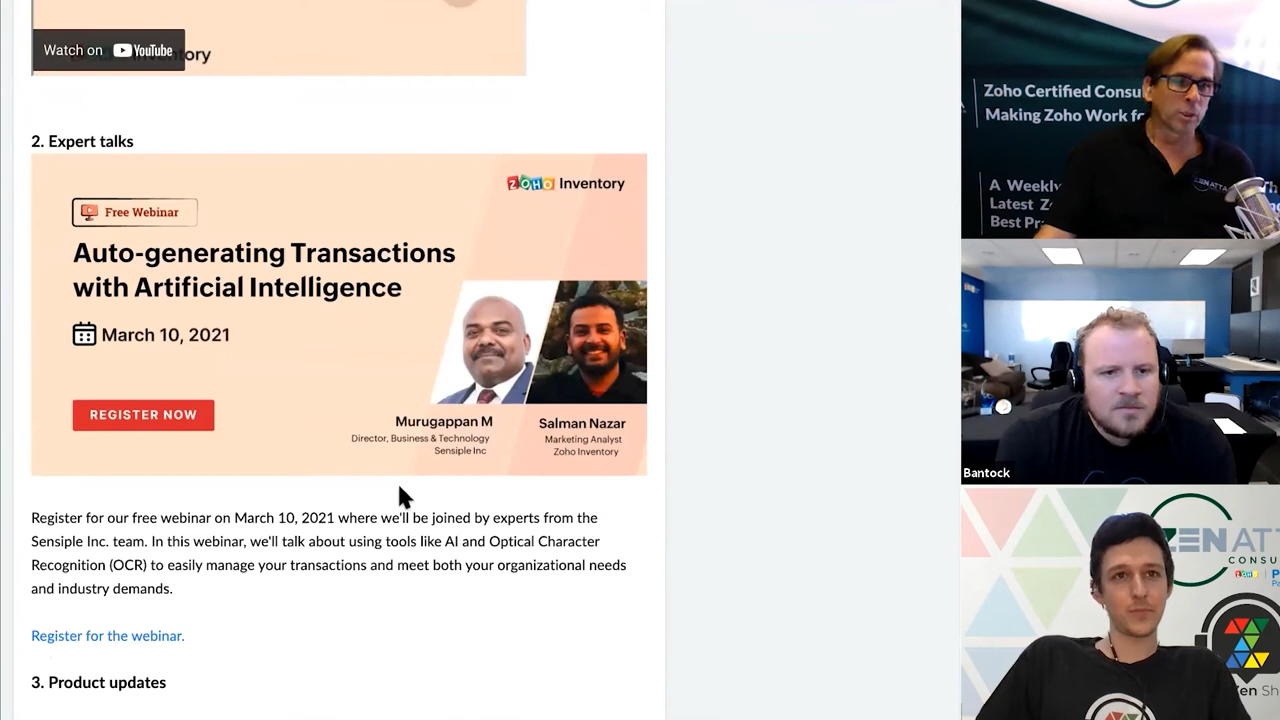 Watch on YouTube
2. Expert talks
ZOHO Inventory
Free Webinar
Auto-generating Transactions
with Artificial Intelligence
March 10, 2021
REGISTER NOW
Murugappan M
Director, Business & Technology
Sensiple Inc
Salman Nazar
Marketing Analyst
Zoho Inventory
Register for our free webinar on March 10, 2021 where we'll be joined by experts from the
Sensiple Inc. team. In this webinar, we'll talk about using tools like AI and Optical Character
Recognition (OCR) to easily manage your transactions and meet both your organizational needs
and industry demands.
Register for the webinar.
3. Product updates
Zoho Certified
Making Zoho Work
A Weekly
Latest
Best
Bantock
ZEN
ZOHO